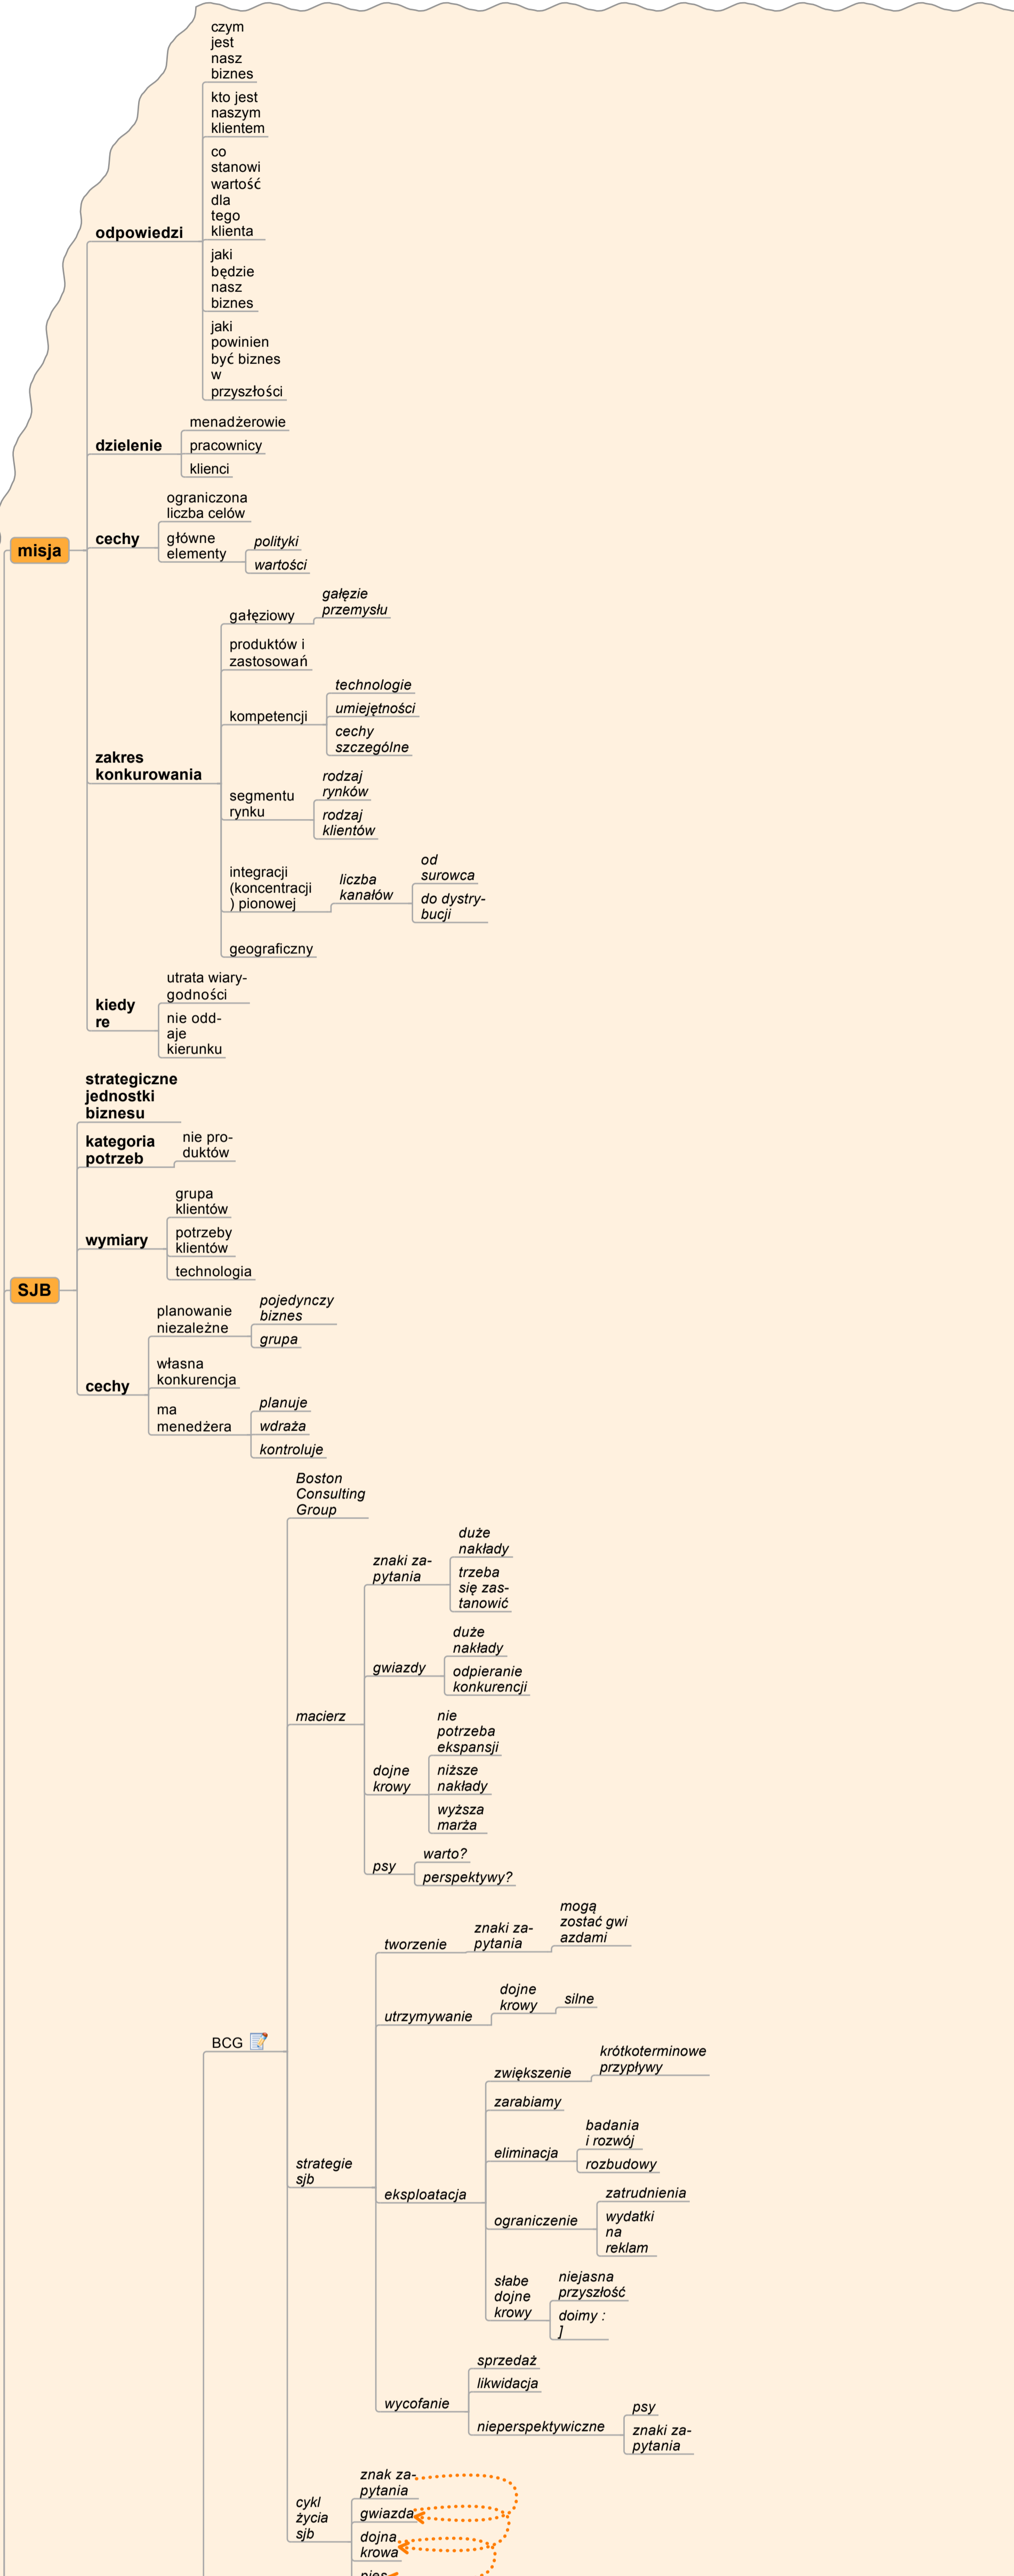 czym
jest
nasz
biznes
kto jest
naszym
klientem
co
stanowi
wartość
dla
tego
klienta
odpowiedzi
jaki
będzie
nasz
biznes
jaki
powinien
być biznes
w
przyszłości
menadżerowie
dzielenie
pracownicy
klienci
ograniczona
liczba celów
cechy
główne
elementy
polityki
wartości
misja
gałęziowy
gałęzie
przemysłu
produktów i
zastosowań
kompetencji
technologie
umiejętności
cechy
szczególne
zakres
konkurowania
segmentu
rynku
rodzaj
rynków
rodzaj
klientów
integracji
(koncentracji
) pionowej
liczba
kanałów
od
surowca
do dystry-
bucji
geograficzny
kiedy
re
utrata wiary-
godności
nie odd-
aje
kierunku
strategiczne
jednostki
biznesu
kategoria
potrzeb
nie pro-
duktów
wymiary
grupa
klientów
potrzeby
klientów
technologia
SJB
cechy
planowanie
niezależne
pojedynczy
biznes
grupa
własna
konkurencja
ma
menedżera
planuje
wdraża
kontroluje
Boston
Consulting
Group
macierz
znaki za-
pytania
duże
nakłady
trzeba
się zas-
tanowić
gwiazdy
duże
nakłady
odpieranie
konkurencji
dojne
krowy
nie
potrzeba
ekspansji
niższe
nakłady
wyższa
marża
psy
warto?
perspektywy?
BCG
strategie
sjb
tworzenie
znaki za-
pytania
mogą
zostać gwi
azdami
utrzymywanie
dojne
krowy
silne
eksploatacja
zwiększenie
krótkoterminowe
przypływy
zarabiamy
eliminacja
badania
i rozwój
rozbudowy
ograniczenie
zatrudnienia
wydatki
na
reklam
słabe
dojne
krowy
niejasna
przyszłość
doimy :
]
wycofanie
sprzedaż
likwidacja
nieperspektywiczne
psy
znaki za-
pytania
cykl
życia
sjb
znak za-
pytania
gwiazda
dojna
krowa